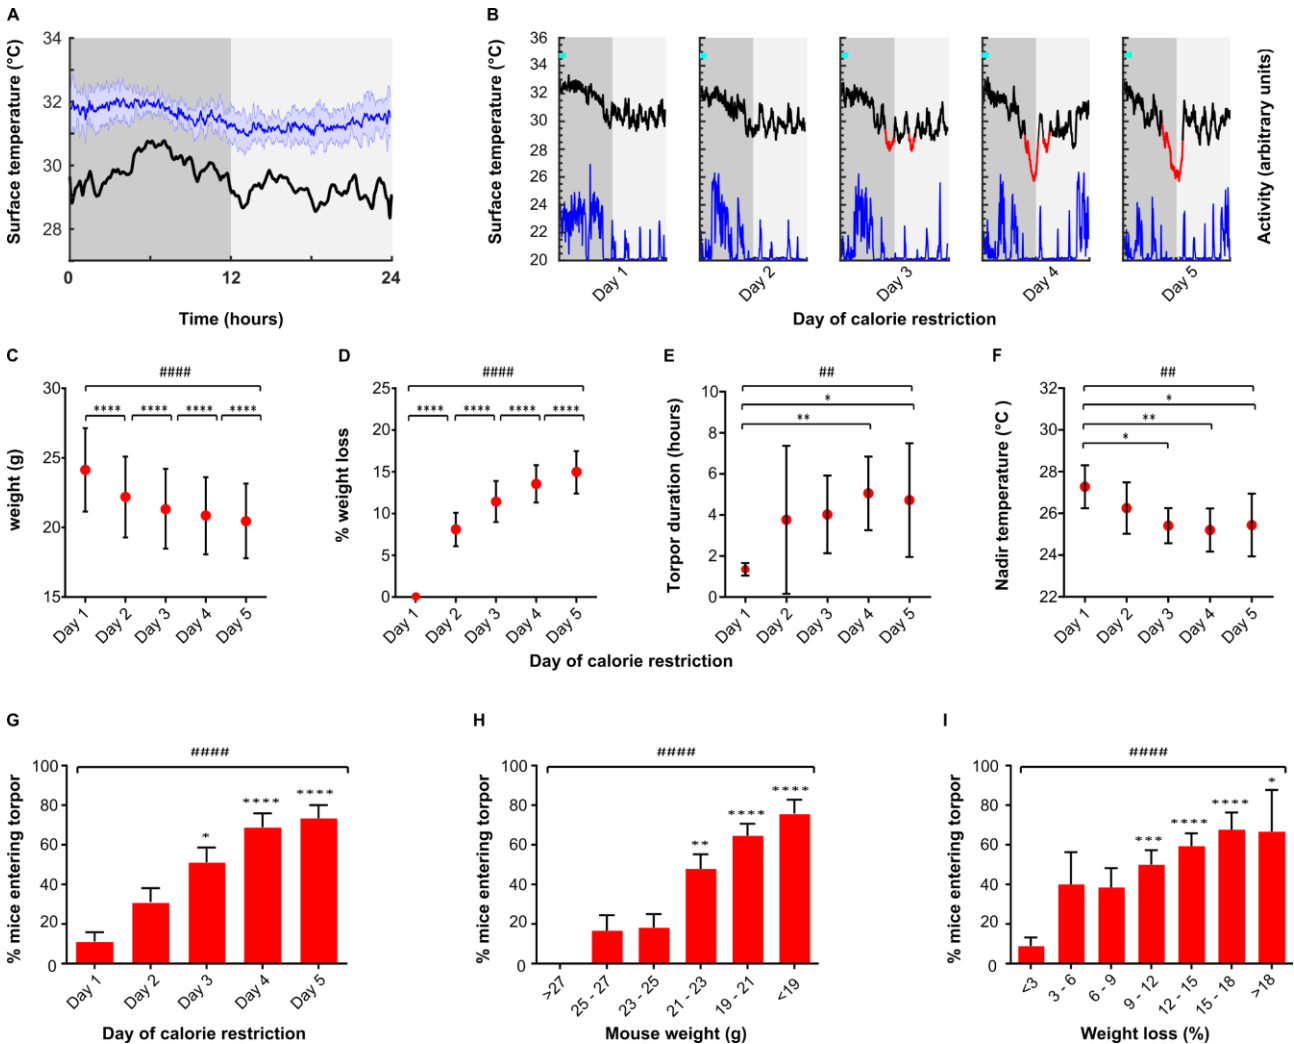 A
Surface temperature (°C)
34
32
30
28
0
12
24
Time (hours)
B
Surface temperature (°C)
36
34
32
30
28
26
24
22
20
Day 1
Day 2
Day 3
Day 4
Day 5
Activity (arbitrary units)
Day of calorie restriction
C
weight (g)
####
30
25
20
15
**** **** **** ****
Day 1
Day 2
Day 3
Day 4
Day 5
D
% weight loss
####
25
20
15
10
5
0
**** **** **** ****
Day 1
Day 2
Day 3
Day 4
Day 5
E
Torpor duration (hours)
##
*
**
10
8
6
4
2
0
Day 1
Day 2
Day 3
Day 4
Day 5
F
Nadir temperature (°C)
##
*
**
*
32
30
28
26
24
22
Day 1
Day 2
Day 3
Day 4
Day 5
Day of calorie restriction
G
% mice entering torpor
####
100
80
60
40
20
0
*
****
****
Day 1
Day 2
Day 3
Day 4
Day 5
Day of calorie restriction
H
% mice entering torpor
####
100
80
60
40
20
0
**
****
****
>27
25 - 27
23 - 25
21 - 23
19 - 21
<19
Mouse weight (g)
I
% mice entering torpor
####
100
80
60
40
20
0
***
****
****
*
<3
3 - 6
6 - 9
9 - 12
12 - 15
15 - 18
>18
Weight loss (%)